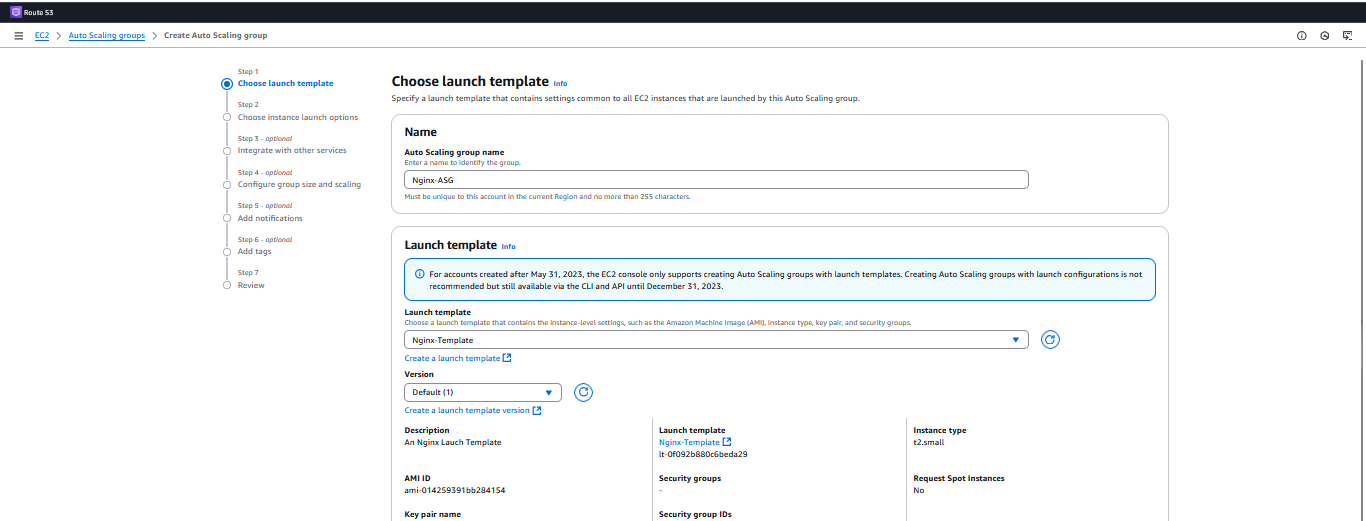 Route 53
EC2 > Auto Scaling groups > Create Auto Scaling group
Step 1
Choose launch template
Step 2
Choose instance launch options
Step 3 - optional
Integrate with other services
Step 4 - optional
Configure group size and scaling
Step 5 - optional
Add notifications
Step 6 - optional
Add tags
Step 7
Review
Choose launch template Info
Specify a launch template that contains settings common to all EC2 instances that are launched by this Auto Scaling group.
Name
Auto Scaling group name
Enter a name to identify the group.
Nginx-ASG
Must be unique to this account in the current Region and no more than 255 characters.
Launch template Info
For accounts created after May 31, 2023, the EC2 console only supports creating Auto Scaling groups with launch templates. Creating Auto Scaling groups with launch configurations is not
recommended but still available via the CLI and API until December 31, 2023.
Launch template
Choose a launch template that contains the instance-level settings, such as the Amazon Machine Image (AMI), instance type, key pair, and security groups.
Nginx-Template
Create a launch template
Version
Default (1)
Create a launch template version
Description
An Nginx Lauch Template
Launch template
Nginx-Template
lt-0f092b880c6beda29
Instance type
t2.small
AMI ID
ami-014259391bb284154
Security groups
-
Request Spot Instances
No
Key pair name
Security group IDs